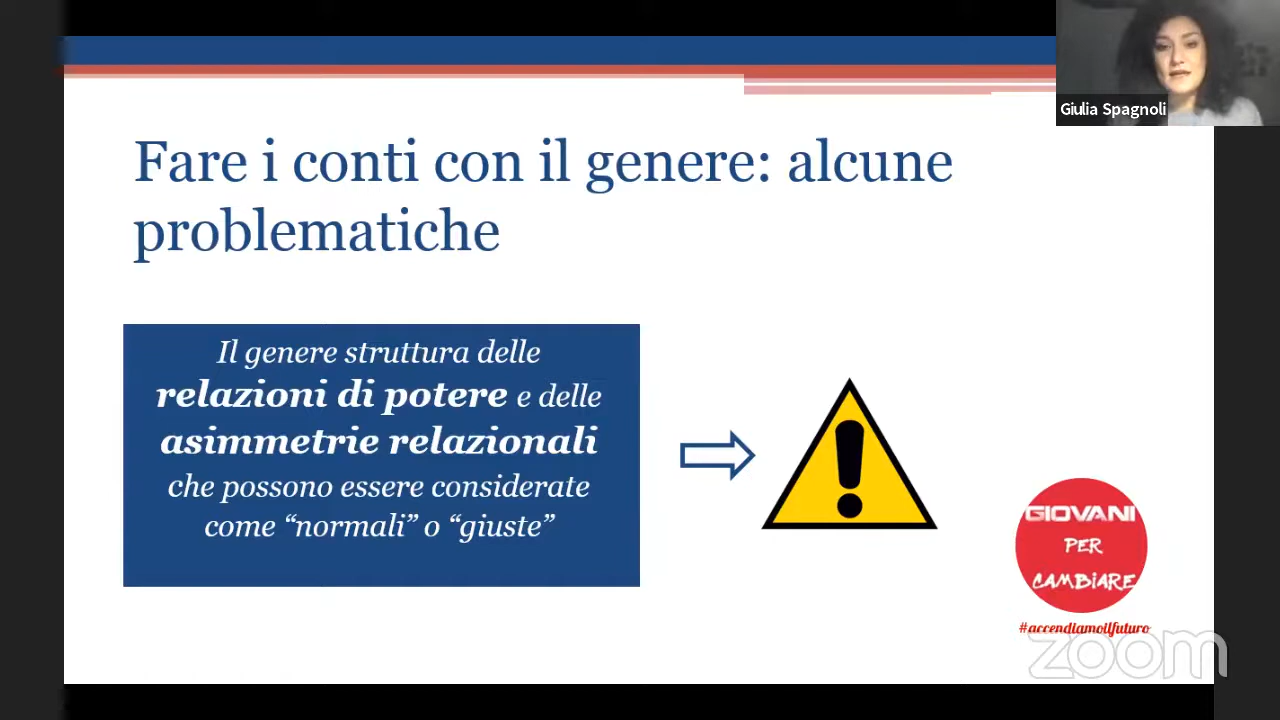 Giulia Spagnoli
Fare i conti con il genere: alcune
problematiche
Il genere struttura delle
relazioni di potere e delle
asimmetrie relazionali
che possono essere considerate
come “normali” o “giuste”
GIOVANI
PER
CAMBIARE
#accendiamoilfuturo
zoom